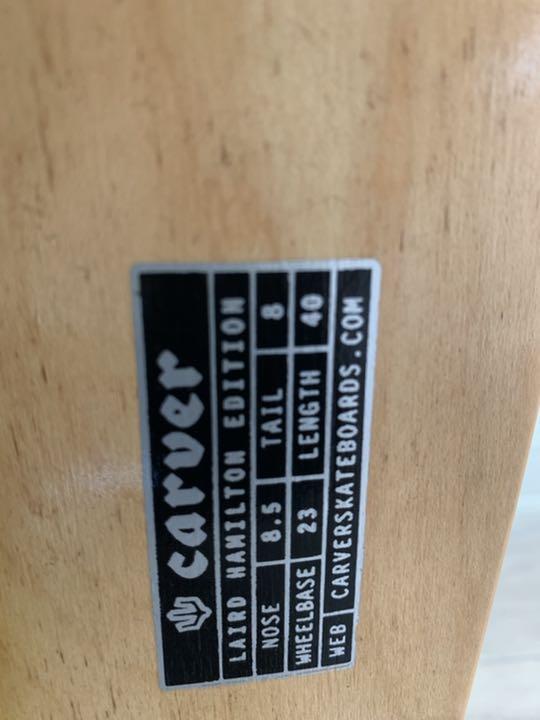 carver
LAIRD HAMILTON EDITION
NOSE 8.5 TAIL 8
WHEELBASE 23 LENGTH 40
WEB CARVERSKATEBOARDS.COM